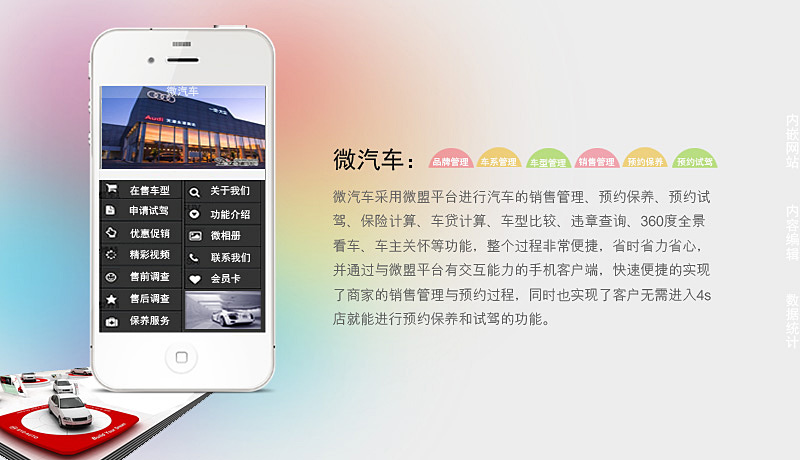 微汽车
Audi
在售车型
申请试驾
优惠促销
精彩视频
售前调查
售后调查
保养服务
关于我们
功能介绍
微相册
联系我们
会员卡
微汽车：
品牌管理
车系管理
车型管理
销售管理
预约保养
预约试驾
微汽车采用微盟平台进行汽车的销售管理、预约保养、预约试
驾、保险计算、车贷计算、车型比较、违章查询、360度全景
看车、车主关怀等功能，整个过程非常便捷，省时省力省心，
并通过与微盟平台有交互能力的手机客户端，快速便捷的实现
了商家的销售管理与预约过程，同时也实现了客户无需进入4s
店就能进行预约保养和试驾的功能。
内嵌网站
内容编辑
数据统计
Build Your Dream